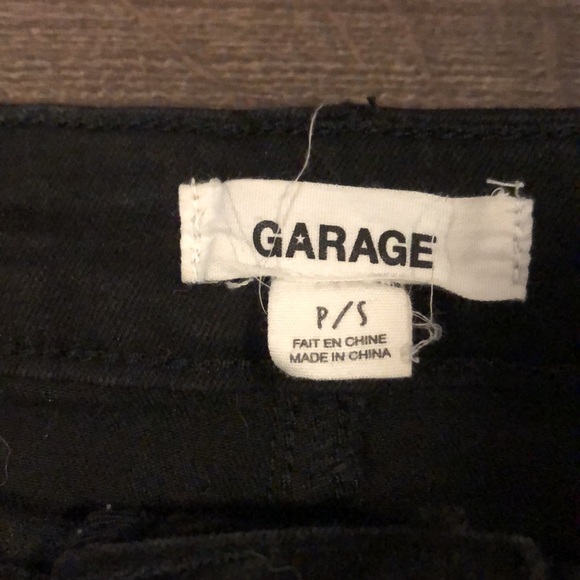 GARAGE
P/S
FAIT EN CHINE
MADE IN CHINA